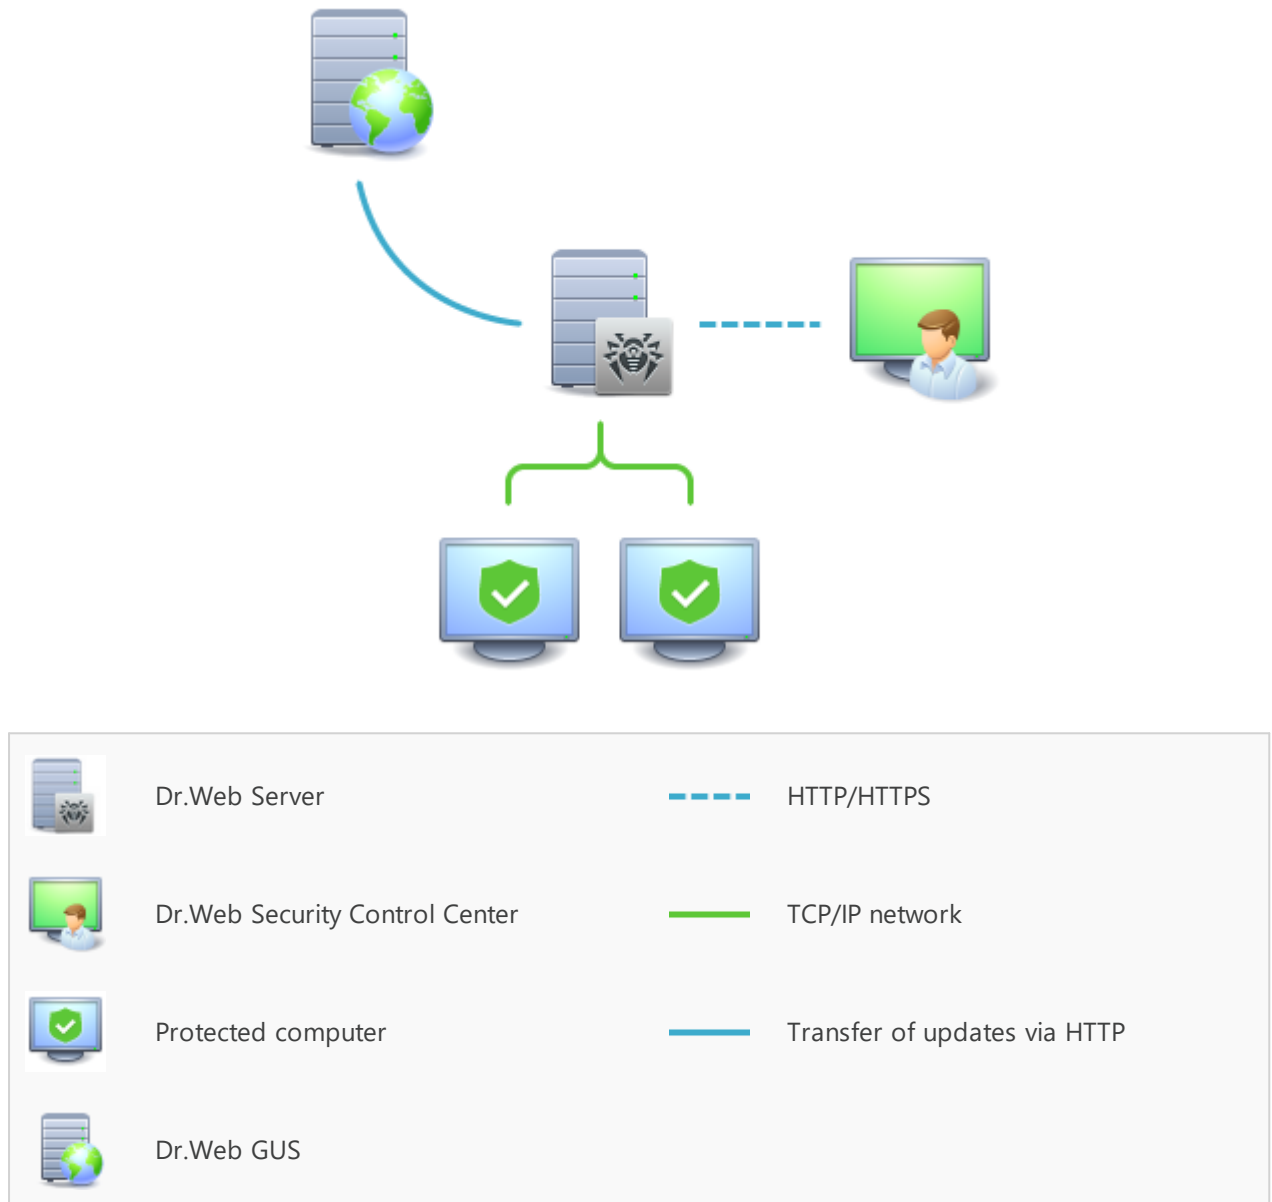 Dr.Web Server
HTTP/HTTPS
Dr.Web Security Control Center
TCP/IP network
Protected computer
Transfer of updates via HTTP
Dr.Web GUS